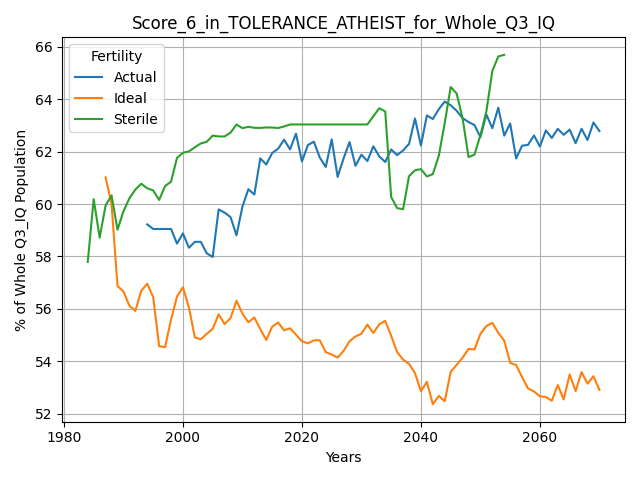 Score_6_in_TOLERANCE_ATHEIST_for_Whole_Q3_IQ
Fertility
Actual
Ideal
Sterile
% of Whole Q3_IQ Population
66
64
62
60
58
56
54
52
1980
2000
2020
2040
2060
Years